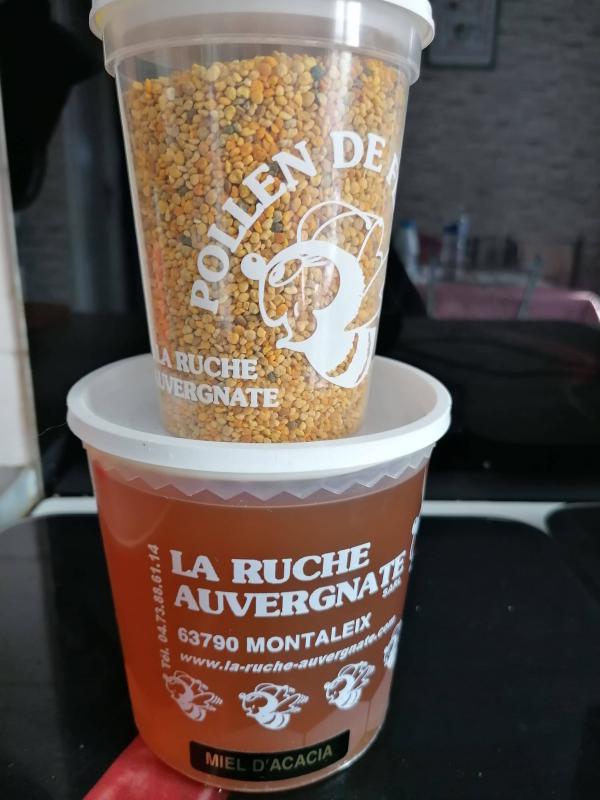 POLLEN DE
LA RUCHE
AUVERGNATE
LA RUCHE
AUVERGNATE
SARL
63790 MONTALEIX
www.la-ruche-auvergnate.com
Tél. 04.73.88.61.14
MIEL D'ACACIA